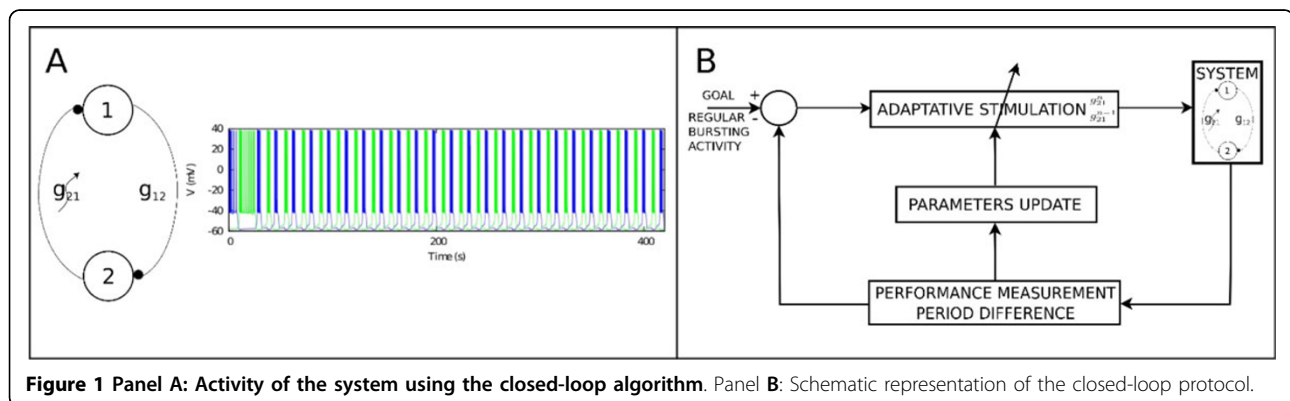 A
1
g21
g12
2
V (mV)
40
20
0
-20
-40
-60
0
200
400
Time (s)
B
GOAL
+
-
REGULAR
BURSTING
ACTIVITY
ADAPTATIVE STIMULATION
SYSTEM
1
g21
g12
2
PARAMETERS UPDATE
PERFORMANCE MEASUREMENT
PERIOD DIFFERENCE
Figure 1 Panel A: Activity of the system using the closed-loop algorithm. Panel B: Schematic representation of the closed-loop protocol.